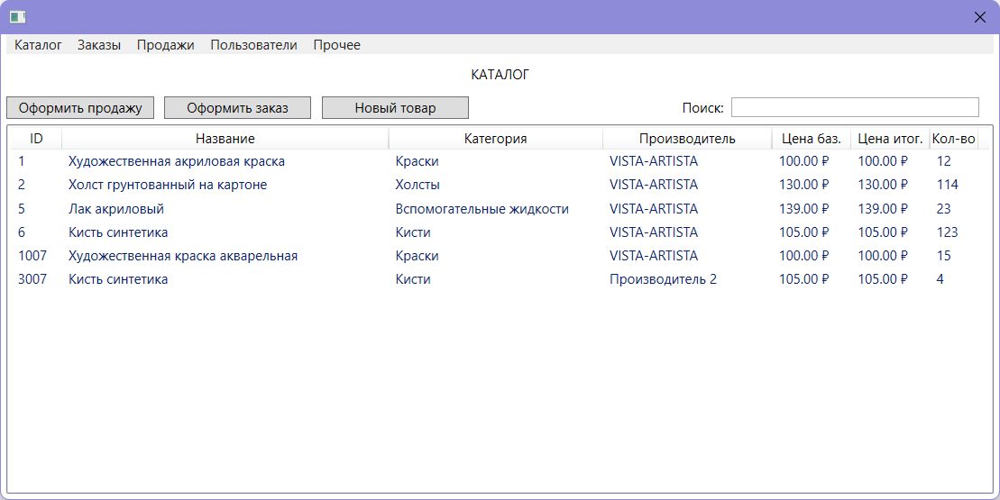 Каталог Заказы Продажи Пользователи Прочее
КАТАЛОГ
Оформить продажу Оформить заказ Новый товар Поиск:
ID Название Категория Производитель Цена баз. Цена итог. Кол-во
1 Художественная акриловая краска Краски VISTA-ARTISTA 100.00 ₽ 100.00 ₽ 12
2 Холст грунтованный на картоне Холсты VISTA-ARTISTA 130.00 ₽ 130.00 ₽ 114
5 Лак акриловый Вспомогательные жидкости VISTA-ARTISTA 139.00 ₽ 139.00 ₽ 23
6 Кисть синтетика Кисти VISTA-ARTISTA 105.00 ₽ 105.00 ₽ 123
1007 Художественная краска акварельная Краски VISTA-ARTISTA 100.00 ₽ 100.00 ₽ 15
3007 Кисть синтетика Кисти Производитель 2 105.00 ₽ 105.00 ₽ 4